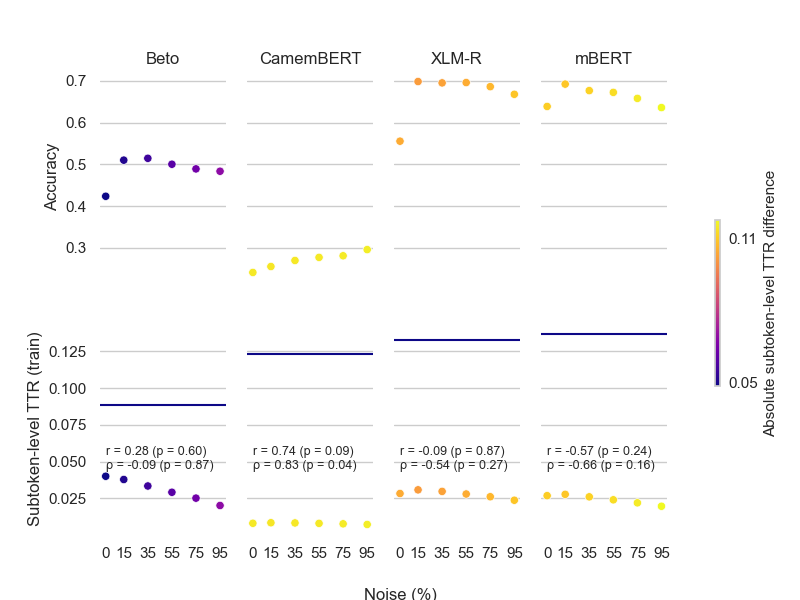 Beto CamemBERT XLM-R mBERT
0.7
0.6
0.5
0.4
0.3
Accuracy
0.125
0.100
0.075
0.050
0.025
Subtoken-level TTR (train)
r = 0.28 (p = 0.60)
ρ = -0.09 (p = 0.87)
r = 0.74 (p = 0.09)
ρ = 0.83 (p = 0.04)
r = -0.09 (p = 0.87)
ρ = -0.54 (p = 0.27)
r = -0.57 (p = 0.24)
ρ = -0.66 (p = 0.16)
0 15 35 55 75 95 0 15 35 55 75 95 0 15 35 55 75 95 0 15 35 55 75 95
Noise (%)
0.11
0.05
Absolute subtoken-level TTR difference